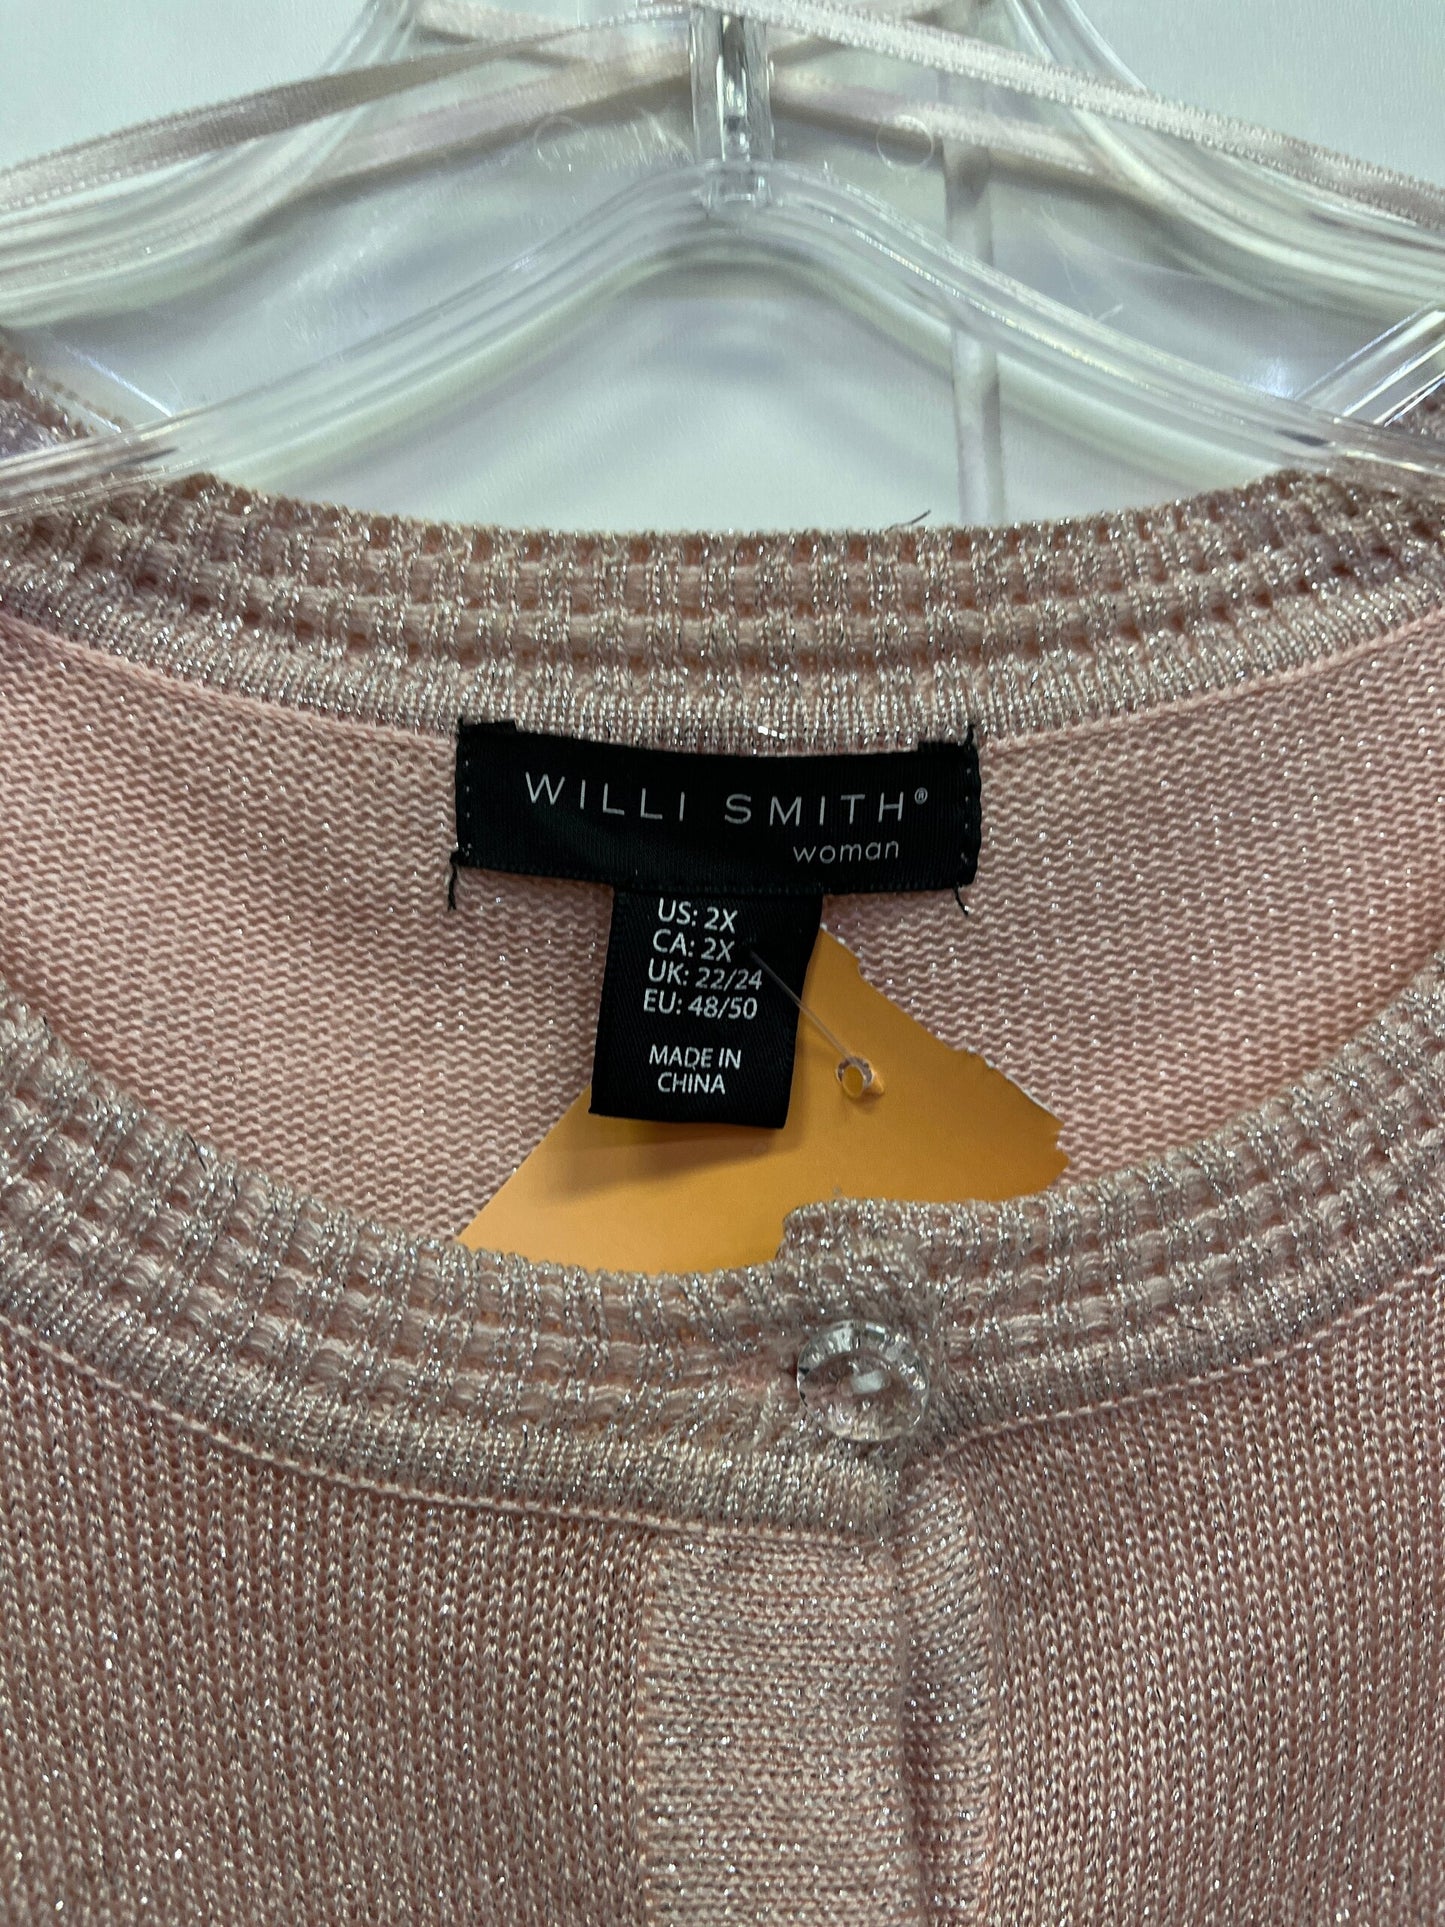 WILLI SMITH®
woman
US: 2X
CA: 2X
UK: 22/24
EU: 48/50
MADE IN
CHINA